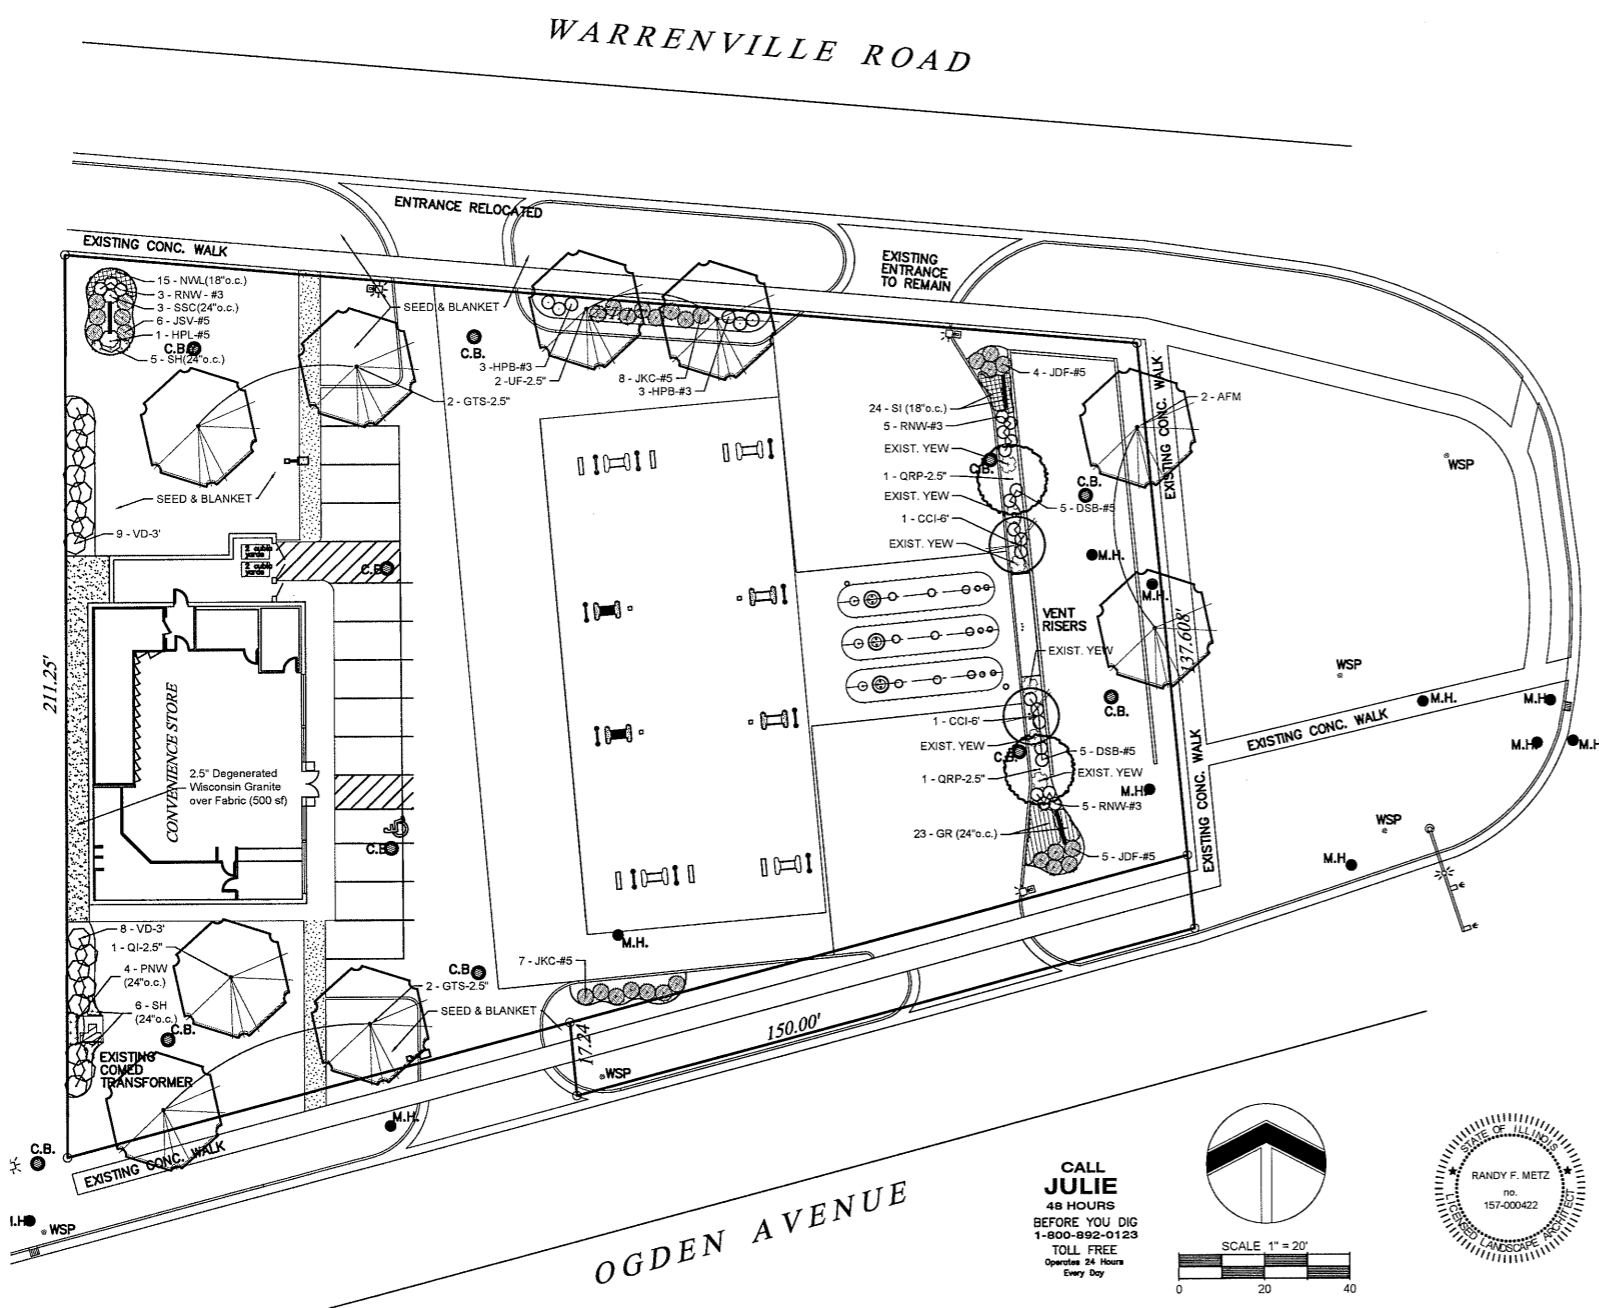 WARRENVILLE ROAD
ENTRANCE RELOCATED
EXISTING CONC. WALK
EXISTING
ENTRANCE
TO REMAIN
15 - NWL(18"o.c.)
3 - RNW - #3
3 - SSC(24"o.c.)
6 - JSV-#5
1 - HPL-#5
C.B.
5 - SH(24"o.c.)
SEED & BLANKET
C.B.
3 -HPB-#3
2 -UF-2.5"
8 - JKC-#5
3 -HPB-#3
2 - GTS-2.5"
4 - JDF-#5
24 - SI (18"o.c.)
5 - RNW-#3
EXIST. YEW
C.B.
1 - QRP-2.5"
EXIST. YEW
5 - DSB-#5
1 - CCI-6'
EXIST. YEW
2 - AFM
EXISTING CONC. WALK
C.B.
M.H.
M.H.
WSP
SEED & BLANKET
9 - VD-3'
2 cubic
yards
2 cubic
yards
C.B.
VENT
RISERS
137.608'
EXIST. YEW
WSP
211.25'
CONVENIENCE STORE
2.5" Degenerated
Wisconsin Granite
over Fabric (500 sf)
C.B.
1 - CCI-6'
EXIST. YEW
C.B.
5 - DSB-#5
1 - QRP-2.5"
EXIST. YEW
5 - RNW-#3
23 - GR (24"o.c.)
5 - JDF-#5
C.B.
M.H.
EXISTING CONC. WALK
EXISTING CONC. WALK
M.H.
M.H.
M.H.
M.H.
WSP
M.H.
8 - VD-3'
1 - QI-2.5"
4 - PNW
(24"o.c.)
6 - SH
(24"o.c.)
C.B.
EXISTING
COMED
TRANSFORMER
M.H.
7 - JKC-#5
C.B.
2 - GTS-2.5"
SEED & BLANKET
17.24
150.00'
WSP
M.H.
C.B.
EXISTING CONC. WALK
WSP
OGDEN AVENUE
CALL
JULIE
48 HOURS
BEFORE YOU DIG
1-800-892-0123
TOLL FREE
Operates 24 Hours
Every Day
SCALE 1" = 20'
0 20 40
STATE OF ILLINOIS
RANDY F. METZ
no.
157-000422
LICENSED LANDSCAPE ARCHITECT